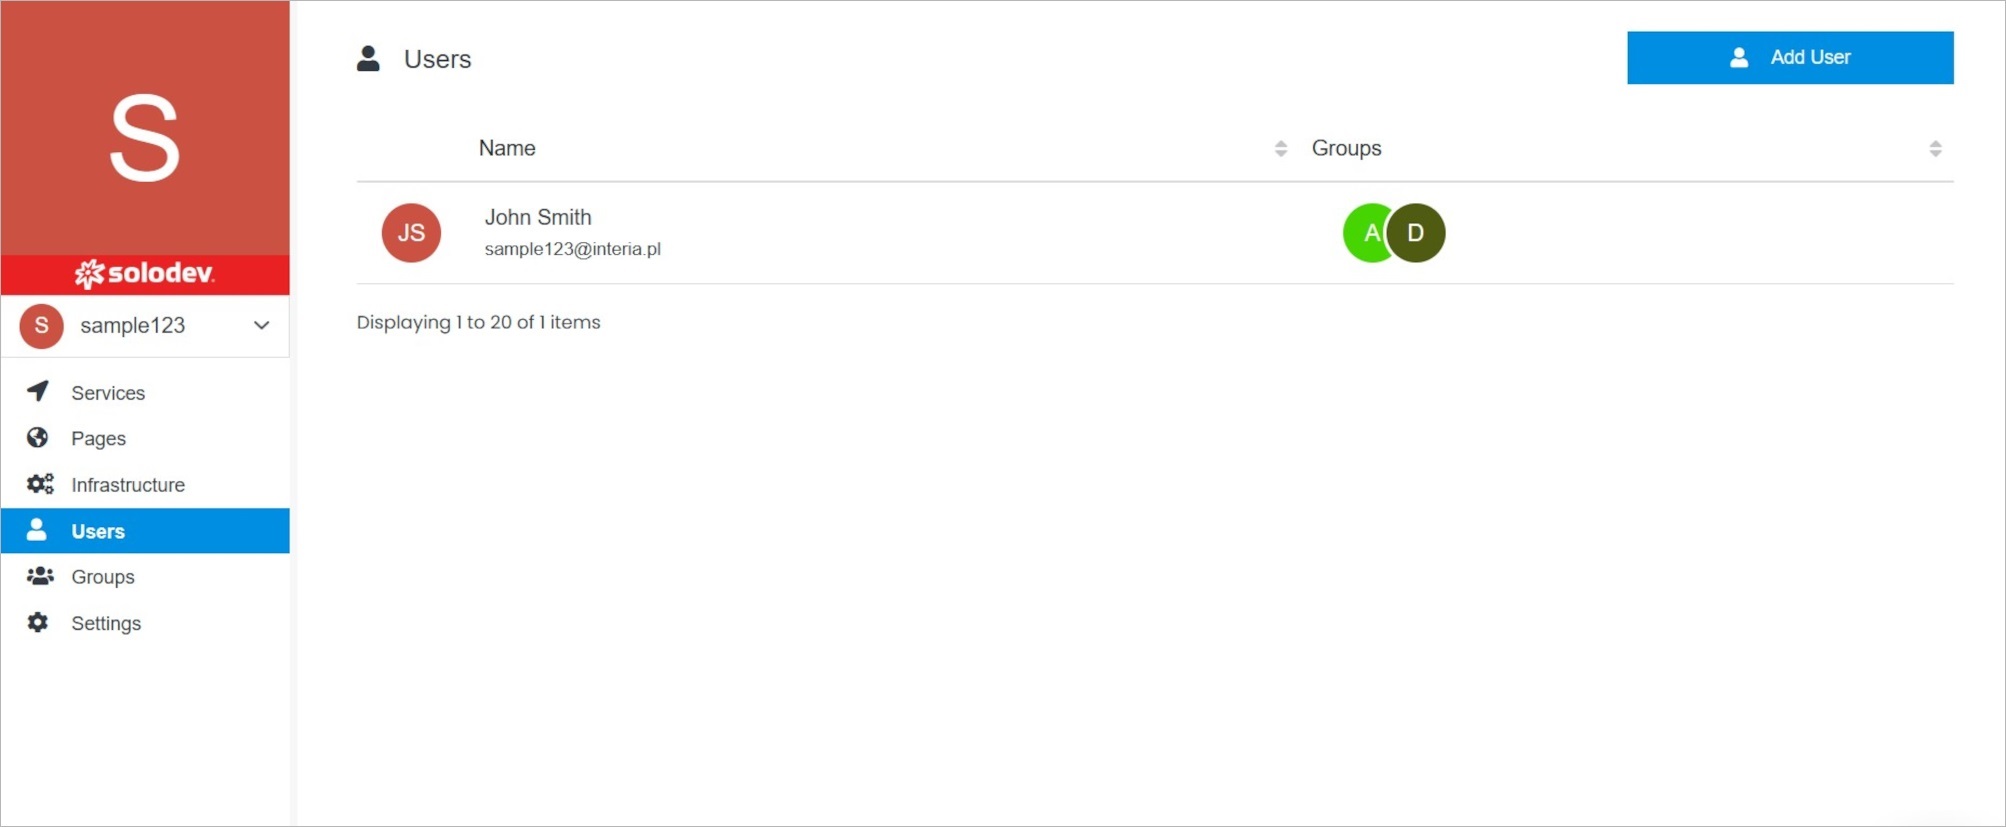 S
solodev
S sample123
Services
Pages
Infrastructure
Users
Groups
Settings
Users
Add User
Name Groups
JS John Smith A D
sample123@interia.pl
Displaying 1 to 20 of 1 items